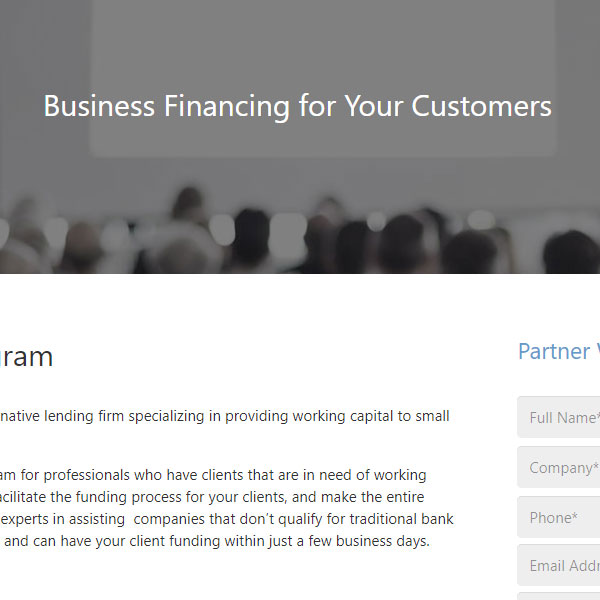 Business Financing for Your Customers
ram
native lending firm specializing in providing working capital to small
am for professionals who have clients that are in need of working
acilitate the funding process for your clients, and make the entire
experts in assisting  companies that don’t qualify for traditional bank
and can have your client funding within just a few business days.
Partner
Full Name*
Company*
Phone*
Email Addr